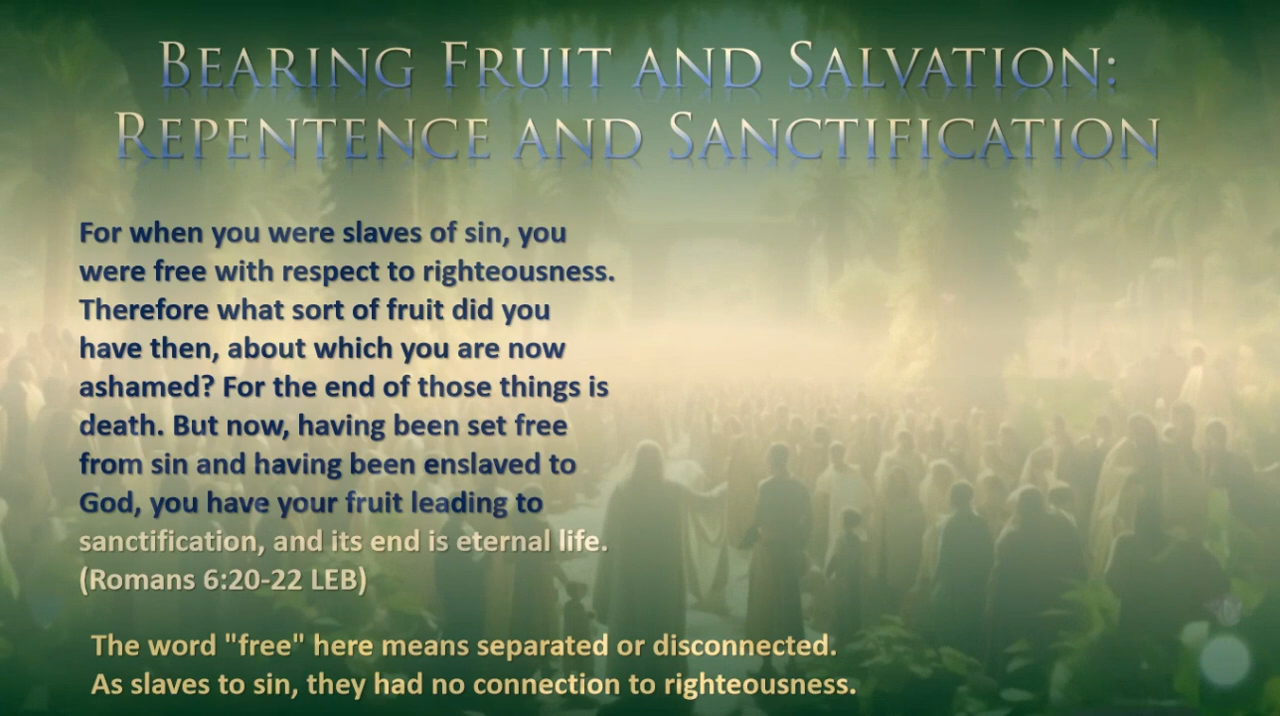 Bearing Fruit and Salvation:
Repentence and Sanctification
For when you were slaves of sin, you
were free with respect to righteousness.
Therefore what sort of fruit did you
have then, about which you are now
ashamed? For the end of those things is
death. But now, having been set free
from sin and having been enslaved to
God, you have your fruit leading to
sanctification, and its end is eternal life.
(Romans 6:20-22 LEB)
The word "free" here means separated or disconnected.
As slaves to sin, they had no connection to righteousness.